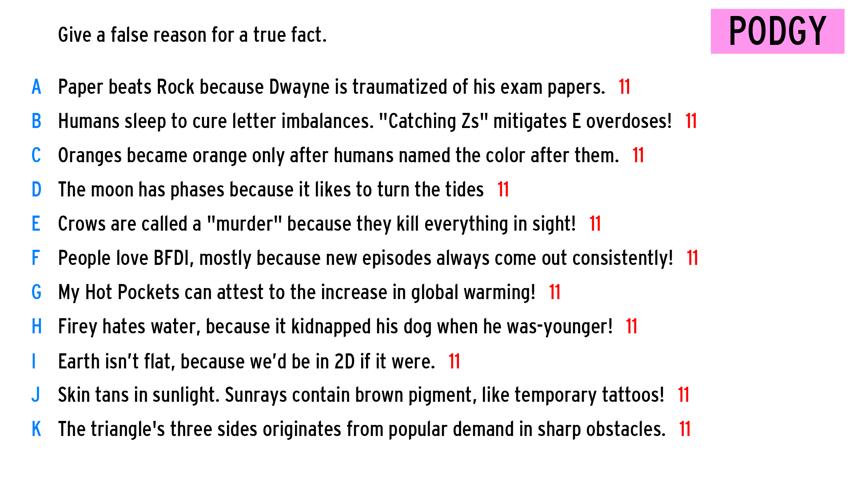 Give a false reason for a true fact.
PODGY
A Paper beats Rock because Dwayne is traumatized of his exam papers. 11
B Humans sleep to cure letter imbalances. "Catching Zs" mitigates E overdoses! 11
C Oranges became orange only after humans named the color after them. 11
D The moon has phases because it likes to turn the tides 11
E Crows are called a "murder" because they kill everything in sight! 11
F People love BFDI, mostly because new episodes always come out consistently! 11
G My Hot Pockets can attest to the increase in global warming! 11
H Firey hates water, because it kidnapped his dog when he was-younger! 11
I Earth isn’t flat, because we’d be in 2D if it were. 11
J Skin tans in sunlight. Sunrays contain brown pigment, like temporary tattoos! 11
K The triangle's three sides originates from popular demand in sharp obstacles. 11